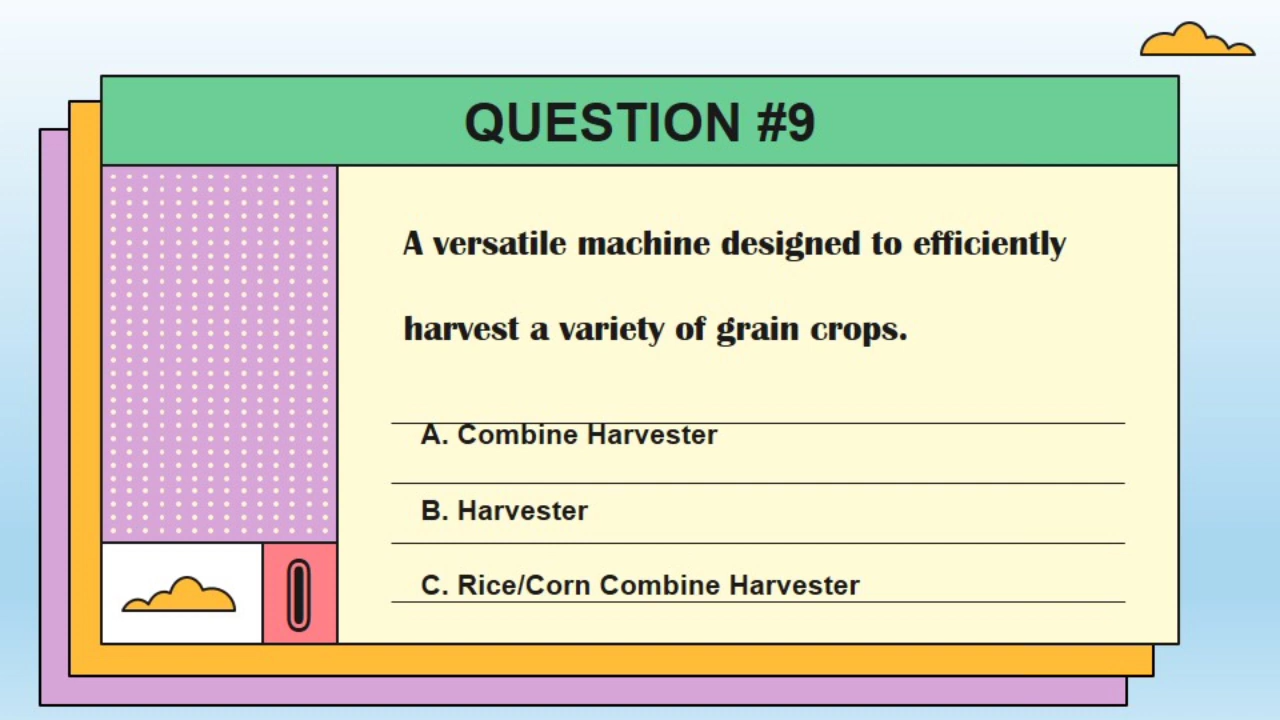 QUESTION #9
A versatile machine designed to efficiently
harvest a variety of grain crops.
A. Combine Harvester
B. Harvester
C. Rice/Corn Combine Harvester